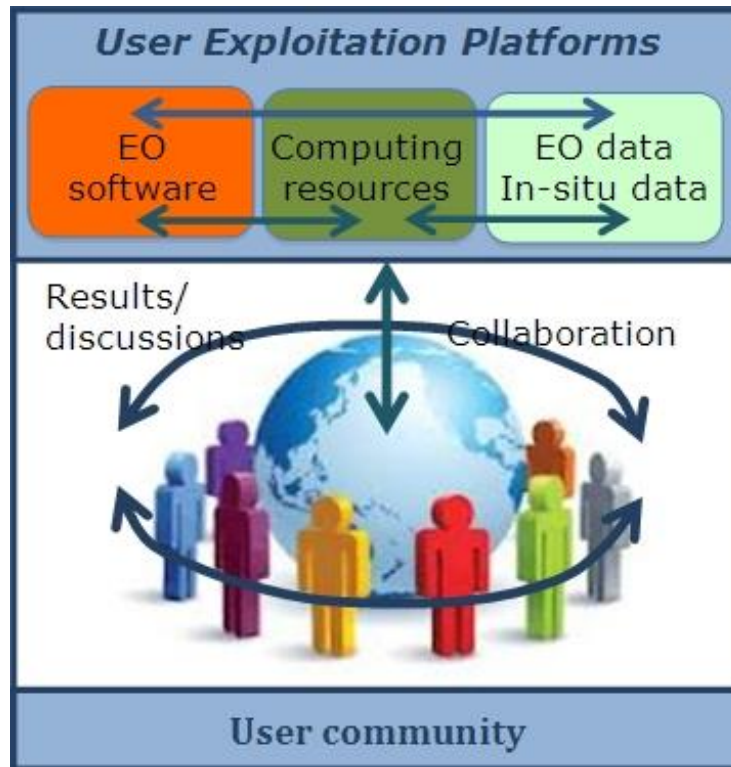 User Exploitation Platforms
EO
software
Computing
resources
EO data
In-situ data
Results/
discussions
Collaboration
User community